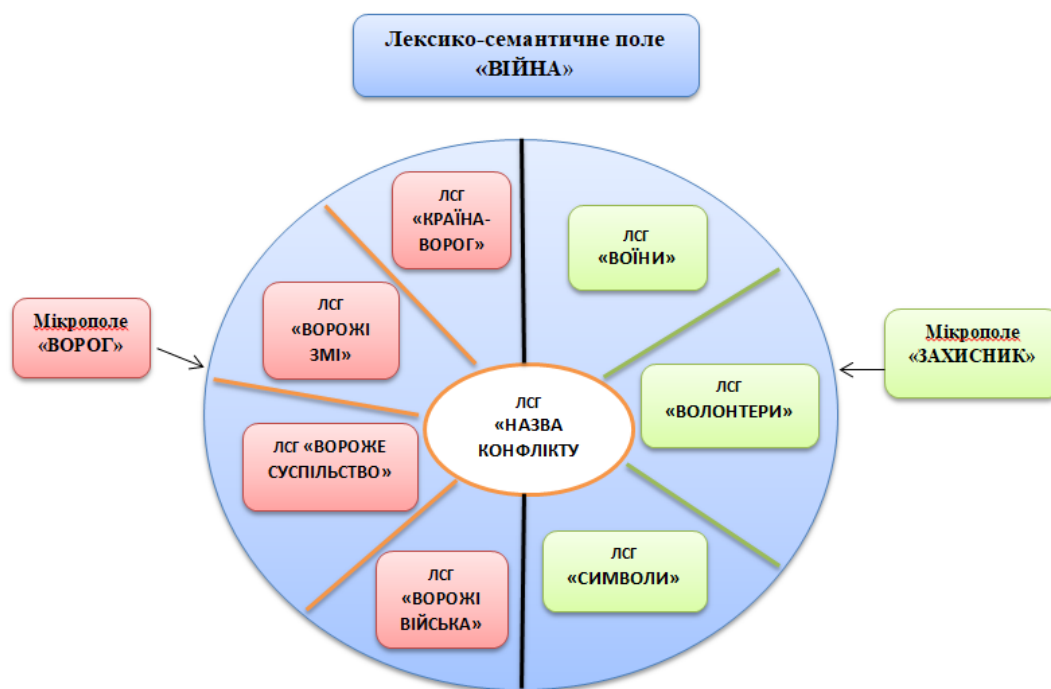 Лексико-семантичне поле
«ВІЙНА»
ЛСГ
«КРАЇНА-
ВОРОГ»
ЛСГ
«ВОЇНИ»
ЛСГ
«ВОРОЖІ
ЗМІ»
Мікрополе
«ВОРОГ»
Мікрополе
«ЗАХИСНИК»
ЛСГ
«НАЗВА
КОНФЛІКТУ
ЛСГ
«ВОЛОНТЕРИ»
ЛСГ «ВОРОЖЕ
СУСПІЛЬСТВО»
ЛСГ
«ВОРОЖІ
ВІЙСЬКА»
ЛСГ
«СИМВОЛИ»